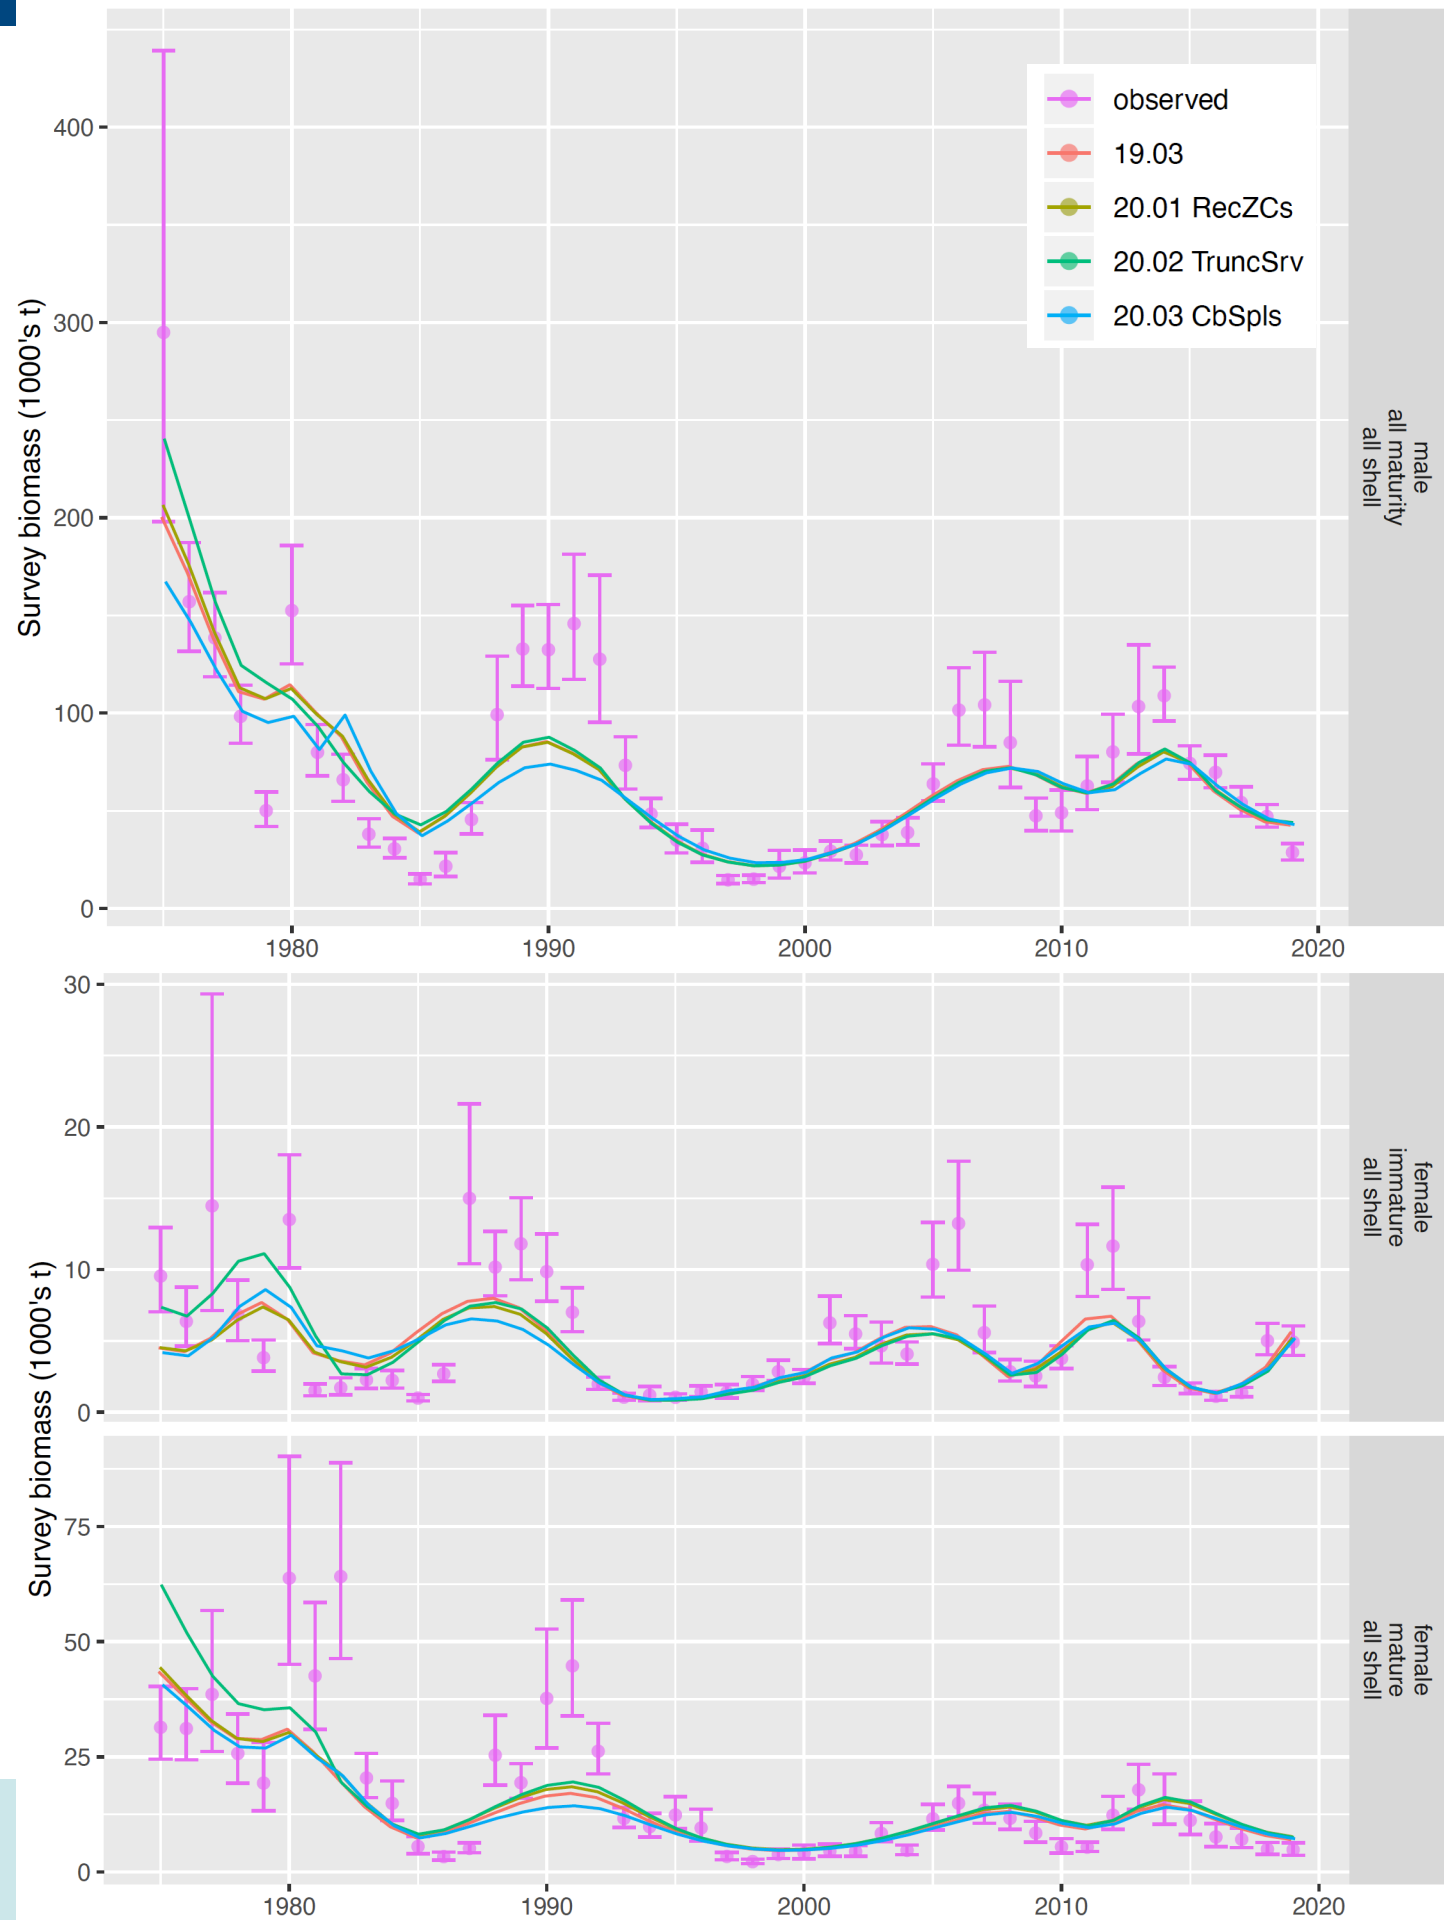 observed
19.03
20.01 RecZCs
20.02 TruncSrv
20.03 CbSpls
Survey biomass (1000's t)
400
300
200
100
0
male
all maturity
all shell
1980
1990
2000
2010
2020
Survey biomass (1000's t)
30
20
10
0
female
immature
all shell
75
50
25
0
female
mature
all shell
1980
1990
2000
2010
2020